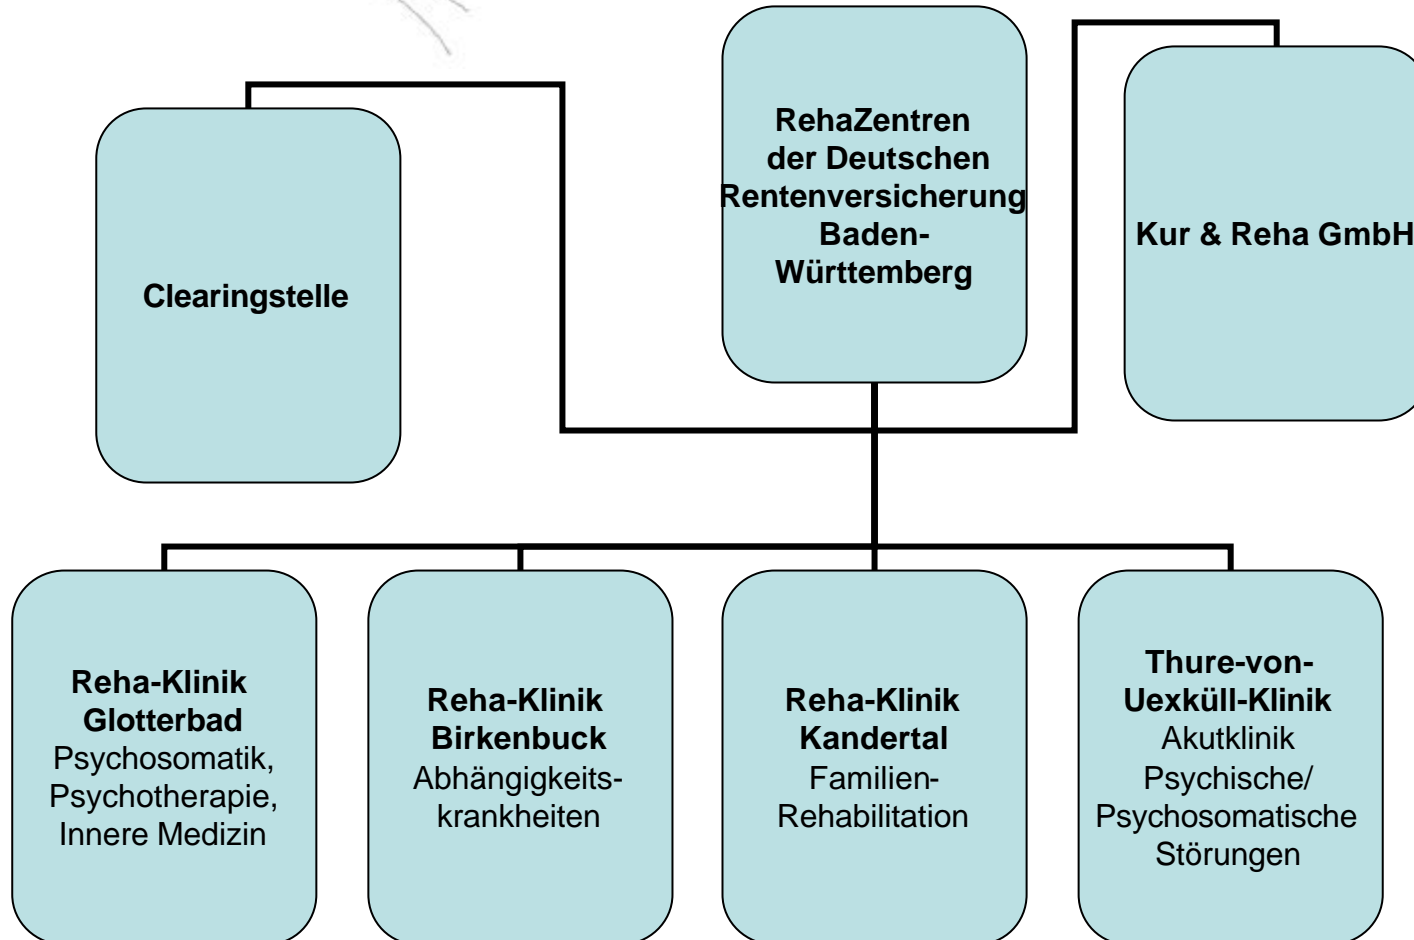 RehaZentren
der Deutschen
Rentenversicherung
Baden-
Württemberg
Kur & Reha GmbH
Clearingstelle
Reha-Klinik
Glotterbad
Psychosomatik,
Psychotherapie,
Innere Medizin
Reha-Klinik
Birkenbuck
Abhängigkeits-
krankheiten
Reha-Klinik
Kandertal
Familien-
Rehabilitation
Thure-von-
Uexküll-Klinik
Akutklinik
Psychische/
Psychosomatische
Störungen